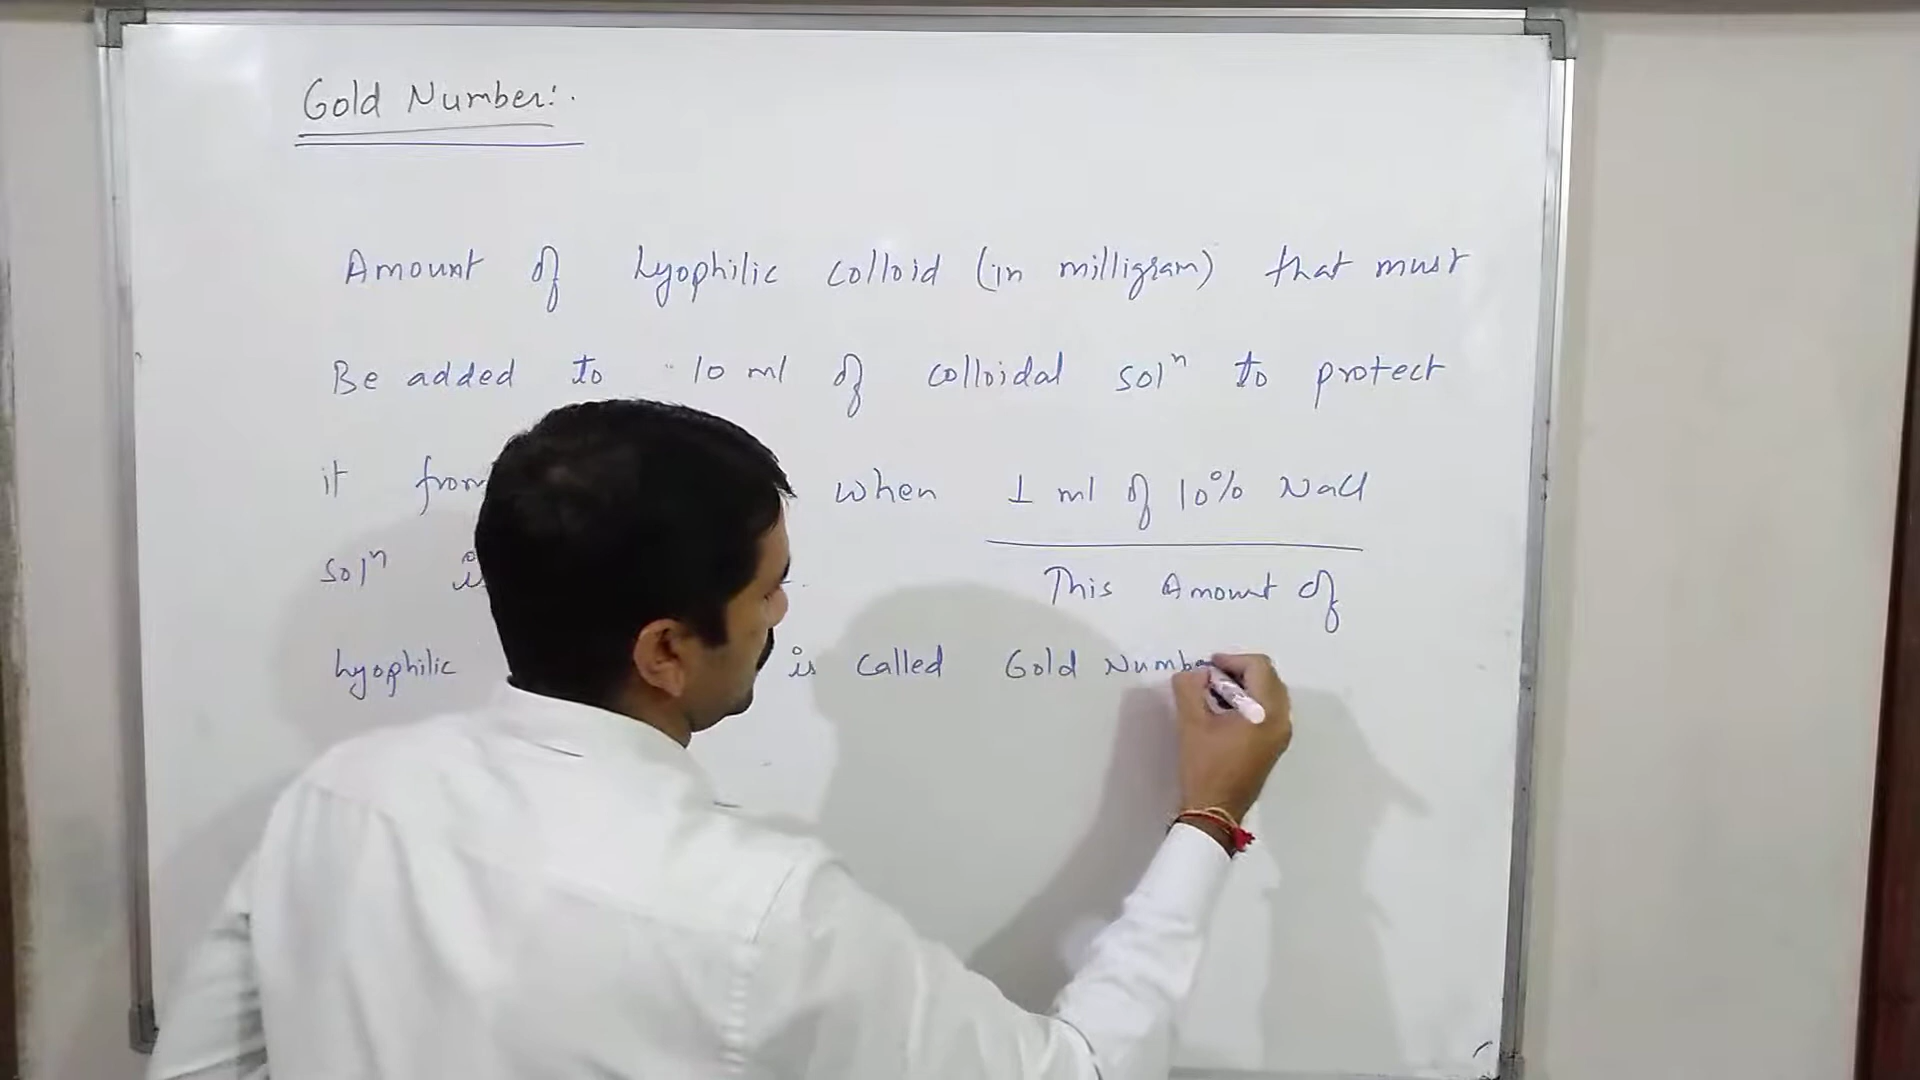 Gold Number:.
Amount of lyophilic colloid (in milligram) that must
Be added to 10 ml of colloidal solⁿ to protect
it from when 1 ml of 10% NaCl
solⁿ This Amount of
lyophilic is called Gold Number